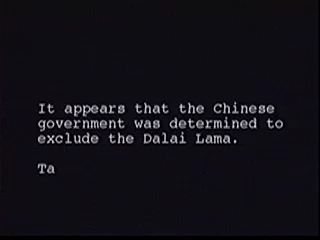 It appears that the Chinese
government was determined to
exclude the Dalai Lama.
Ta